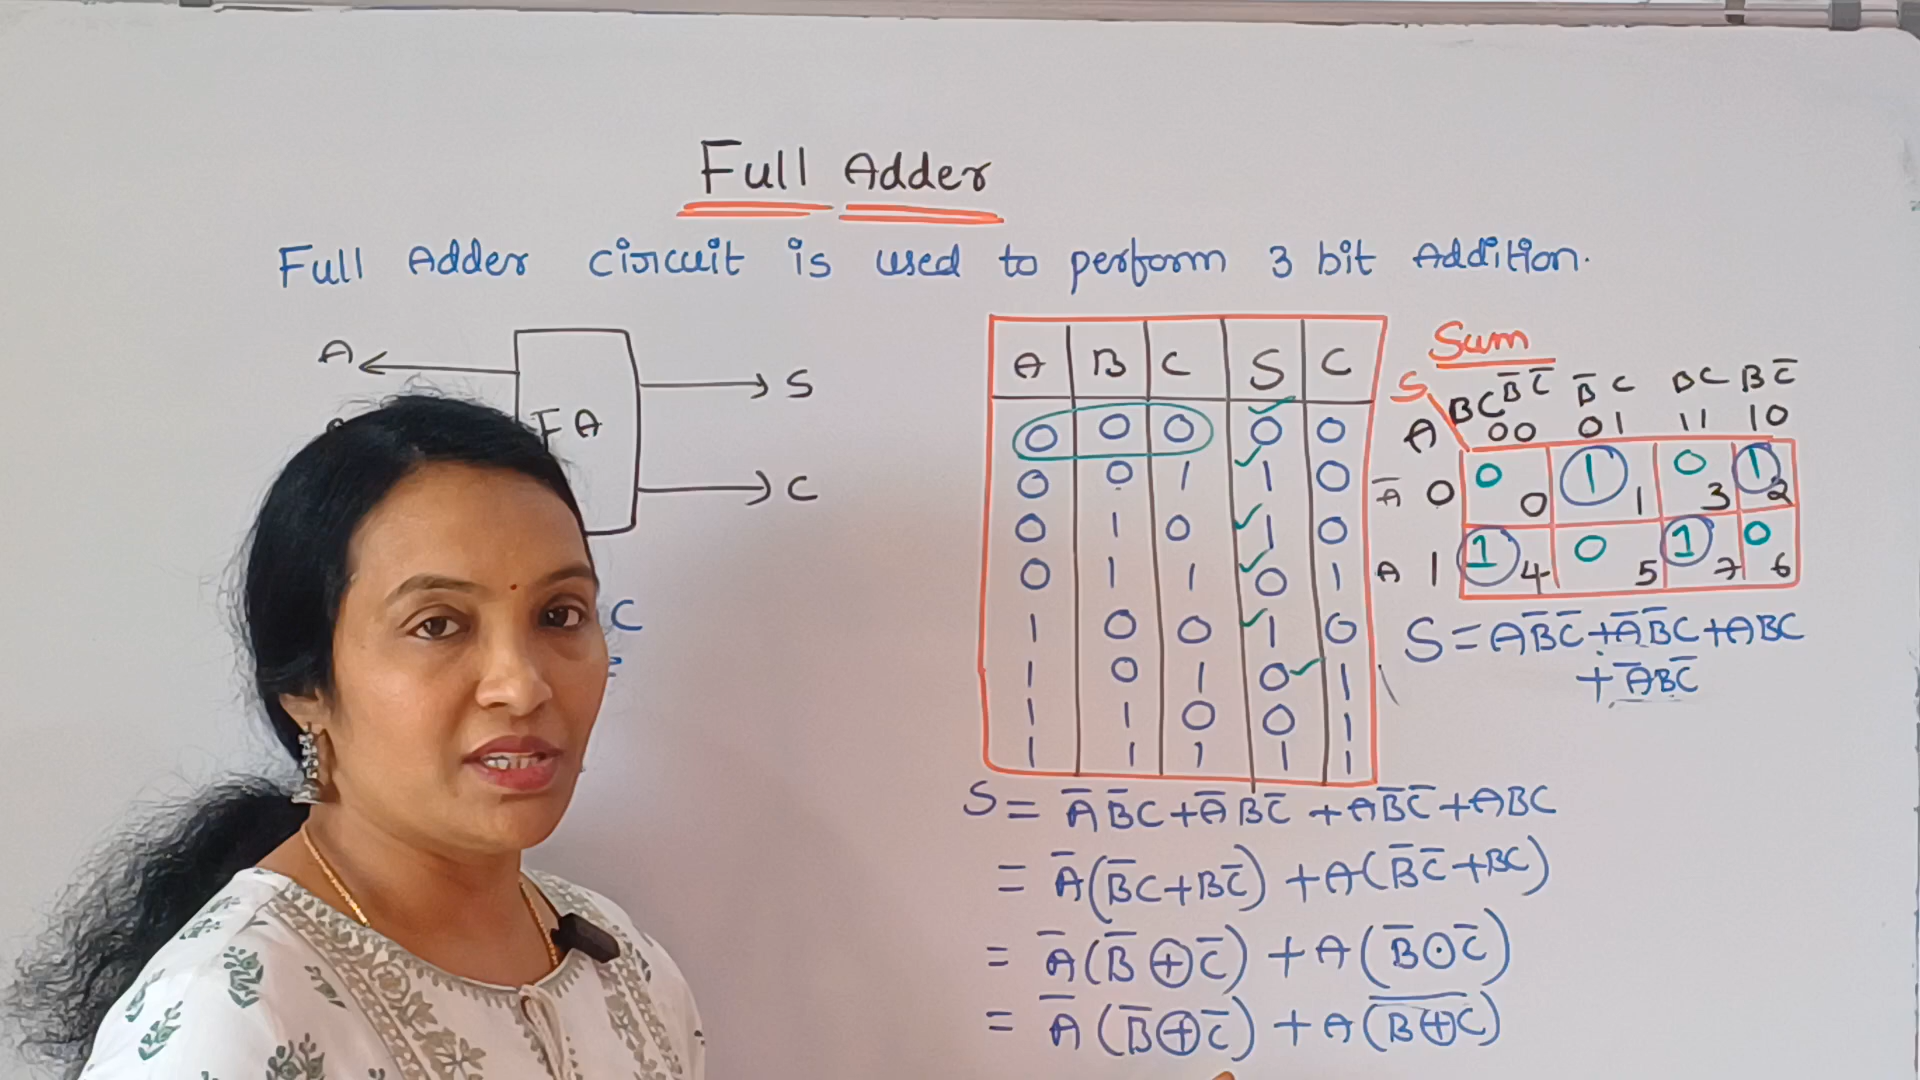 Full Adder
Full Adder circuit is used to perform 3 bit Addition.
A
FA
S
C
C
A B C S C
0 0 0 0 0
0 0 1 1 0
0 1 0 1 0
0 1 1 0 1
1 0 0 1 0
1 0 1 0 1
1 1 0 0 1
1 1 1 1 1
Sum
S BC B̅C̅ B̅C BC BC̅
A 00 01 11 10
A̅ 0 0 0 1 1 0 3 1 2
A 1 1 4 0 5 1 7 0 6
S = AB̅C̅ + A̅B̅C + ABC
+ A̅BC̅
S = A̅B̅C + A̅BC̅ + AB̅C̅ + ABC
= A̅(B̅C + BC̅) + A(B̅C̅ + BC)
= A̅(B̅ ⊕ C̅) + A(B̅ ⊙ C̅)
= A̅(B̅ ⊕ C̅) + A(B̅ ̅⊕̅ ̅C̅)